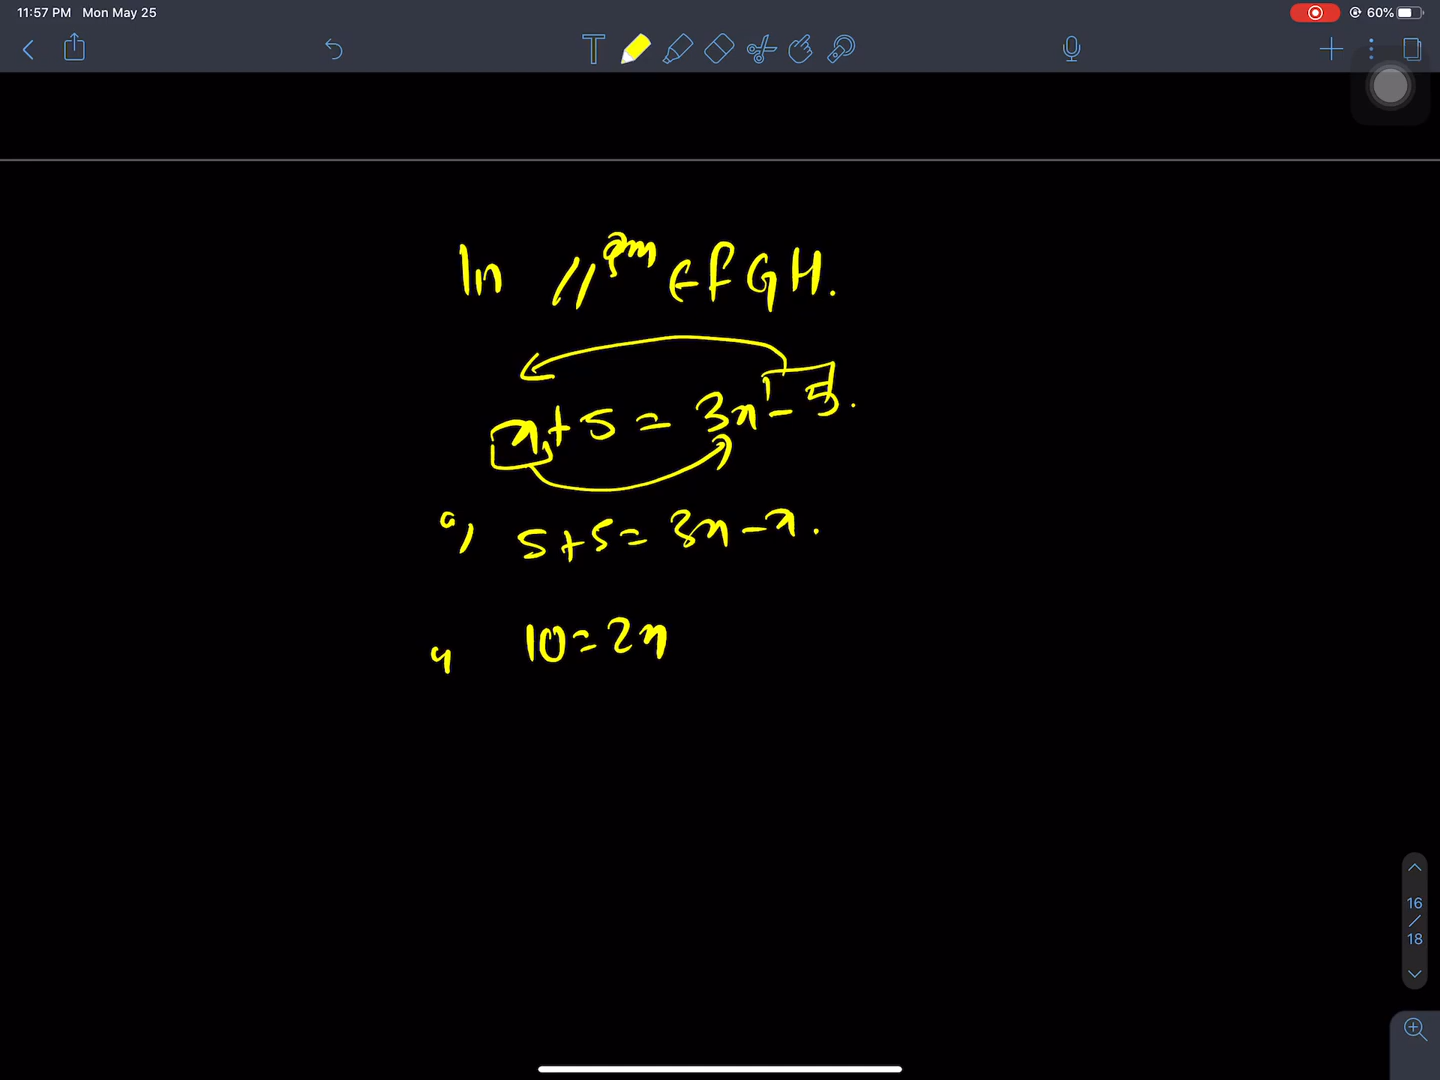 11:57 PM Mon May 25
60%
T
In //gm EFGH.
x + 5 = 3x - 5.
5 + 5 = 3x - x.
10 = 2x
16
/
18